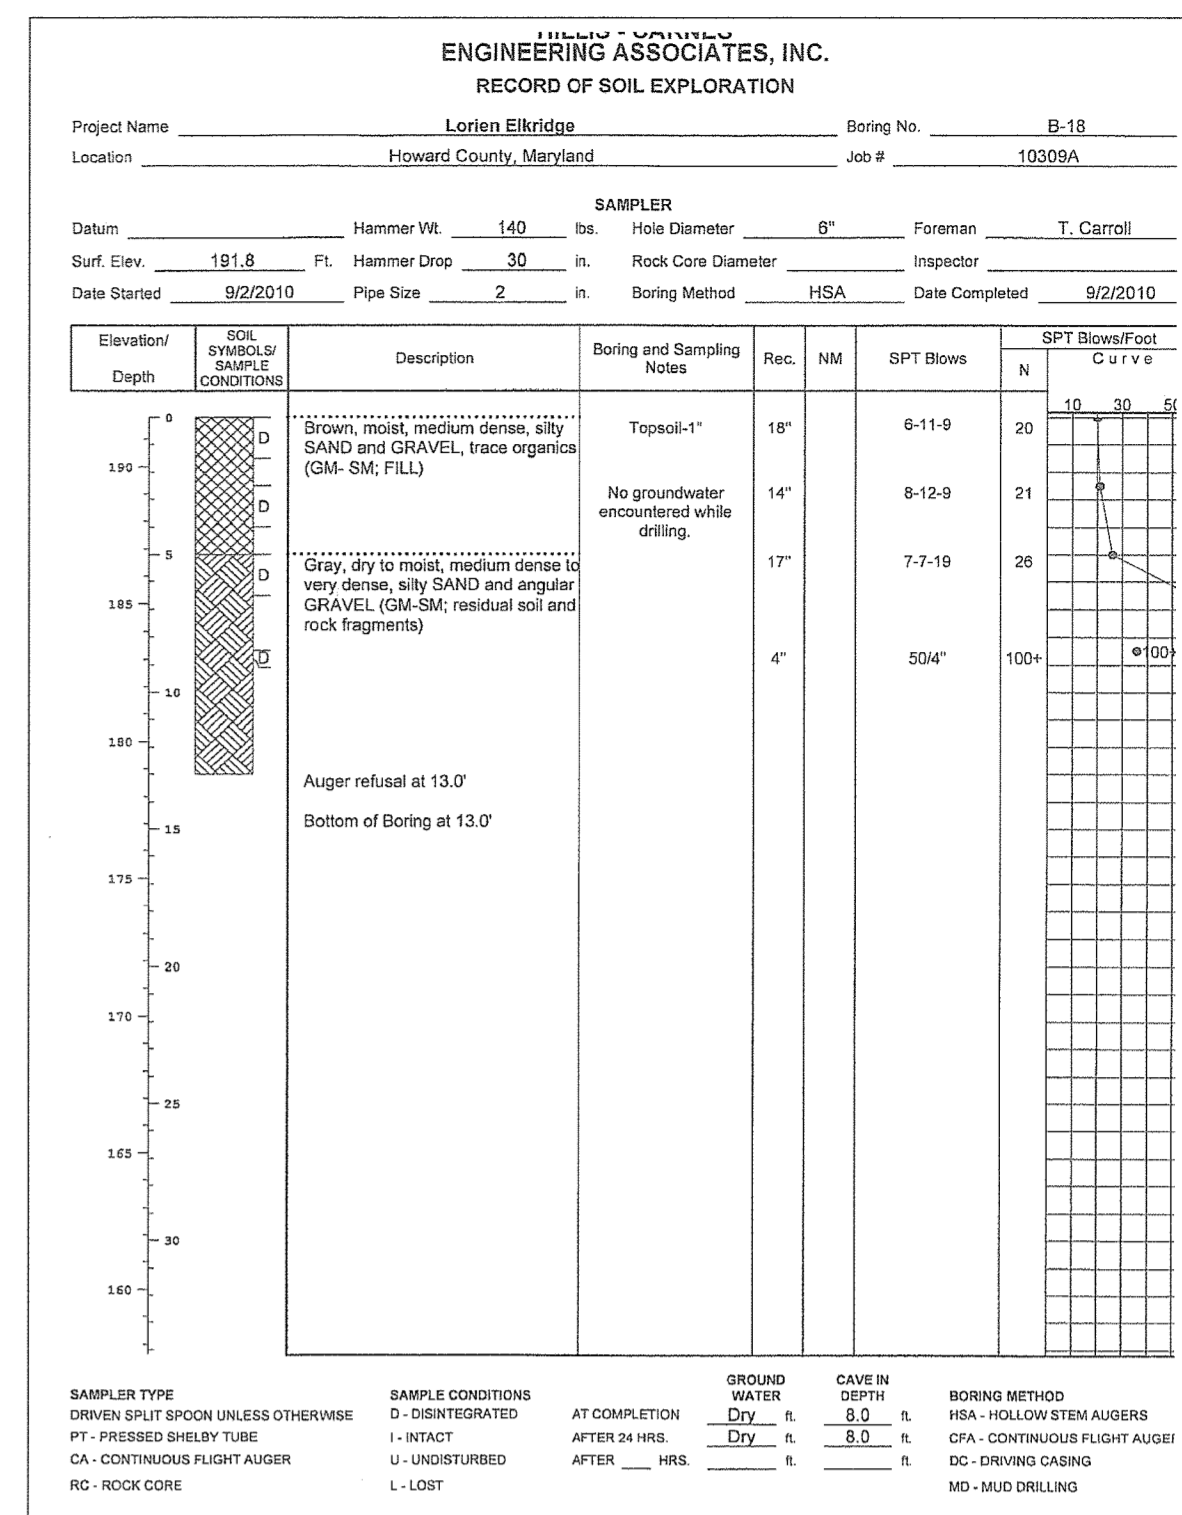 HILLIS - CARNES
ENGINEERING ASSOCIATES, INC.
RECORD OF SOIL EXPLORATION
Project Name Lorien Elkridge Boring No. B-18
Location Howard County, Maryland Job # 10309A
SAMPLER
Datum Hammer Wt. 140 lbs. Hole Diameter 6" Foreman T. Carroll
Surf. Elev. 191.8 Ft. Hammer Drop 30 in. Rock Core Diameter Inspector
Date Started 9/2/2010 Pipe Size 2 in. Boring Method HSA Date Completed 9/2/2010
Elevation/
Depth
SOIL
SYMBOLS/
SAMPLE
CONDITIONS
Description
Boring and Sampling
Notes
Rec.
NM
SPT Blows
SPT Blows/Foot
N
Curve
10 30 50
0
D
Brown, moist, medium dense, silty
SAND and GRAVEL, trace organics
(GM- SM; FILL)
Topsoil-1"
18"
6-11-9
20
190
D
No groundwater
encountered while
drilling.
14"
8-12-9
21
5
D
Gray, dry to moist, medium dense to
very dense, silty SAND and angular
GRAVEL (GM-SM; residual soil and
rock fragments)
17"
7-7-19
26
185
D
4"
50/4"
100+
100+
10
180
Auger refusal at 13.0'
Bottom of Boring at 13.0'
15
175
20
170
25
165
30
160
GROUND
WATER
CAVE IN
DEPTH
SAMPLER TYPE SAMPLE CONDITIONS BORING METHOD
DRIVEN SPLIT SPOON UNLESS OTHERWISE D - DISINTEGRATED AT COMPLETION Dry ft. 8.0 ft. HSA - HOLLOW STEM AUGERS
PT - PRESSED SHELBY TUBE I - INTACT AFTER 24 HRS. Dry ft. 8.0 ft. CFA - CONTINUOUS FLIGHT AUGE
CA - CONTINUOUS FLIGHT AUGER U - UNDISTURBED AFTER ___ HRS. ft. ft. DC - DRIVING CASING
RC - ROCK CORE L - LOST MD - MUD DRILLING